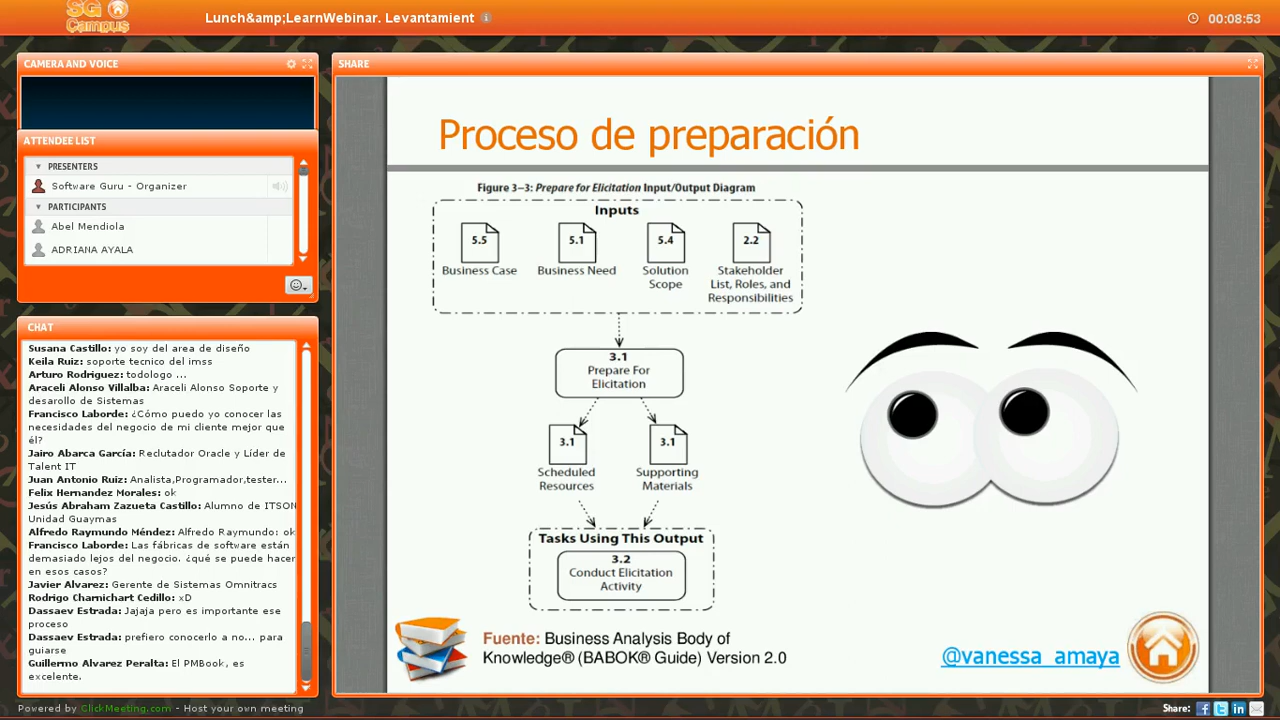 SG
Campus
Lunch&amp;LearnWebinar. Levantamient
00:08:53
CAMERA AND VOICE
ATTENDEE LIST
PRESENTERS
Software Guru - Organizer
PARTICIPANTS
Abel Mendiola
ADRIANA AYALA
CHAT
Susana Castillo: yo soy del area de diseño
Keila Ruiz: soporte tecnico del imss
Arturo Rodriguez: todologo ...
Araceli Alonso Villalba: Araceli Alonso Soporte y
desarollo de Sistemas
Francisco Laborde: ¿Cómo puedo yo conocer las
necesidades del negocio de mi cliente mejor que
él?
Jairo Abarca García: Reclutador Oracle y Líder de
Talent IT
Juan Antonio Ruiz: Analista,Programador,tester...
Felix Hernandez Morales: ok
Jesús Abraham Zazueta Castillo: Alumno de ITSON
Unidad Guaymas
Alfredo Raymundo Méndez: Alfredo Raymundo: ok
Francisco Laborde: Las fábricas de software están
demasiado lejos del negocio. ¿qué se puede hacer
en esos casos?
Javier Alvarez: Gerente de Sistemas Omnitracs
Rodrigo Charnichart Cedillo: xD
Dassaev Estrada: Jajaja pero es importante ese
proceso
Dassaev Estrada: prefiero conocerlo a no... para
guiarse
Guillermo Alvarez Peralta: El PMBook, es
excelente.
Powered by ClickMeeting.com - Host your own meeting
SHARE
Proceso de preparación
Figure 3–3: Prepare for Elicitation Input/Output Diagram
Inputs
5.5
5.1
5.4
2.2
Business Case
Business Need
Solution
Scope
Stakeholder
List, Roles, and
Responsibilities
3.1
Prepare For
Elicitation
3.1
3.1
Scheduled
Resources
Supporting
Materials
Tasks Using This Output
3.2
Conduct Elicitation
Activity
Fuente: Business Analysis Body of
Knowledge® (BABOK® Guide) Version 2.0
@vanessa_amaya
Share: